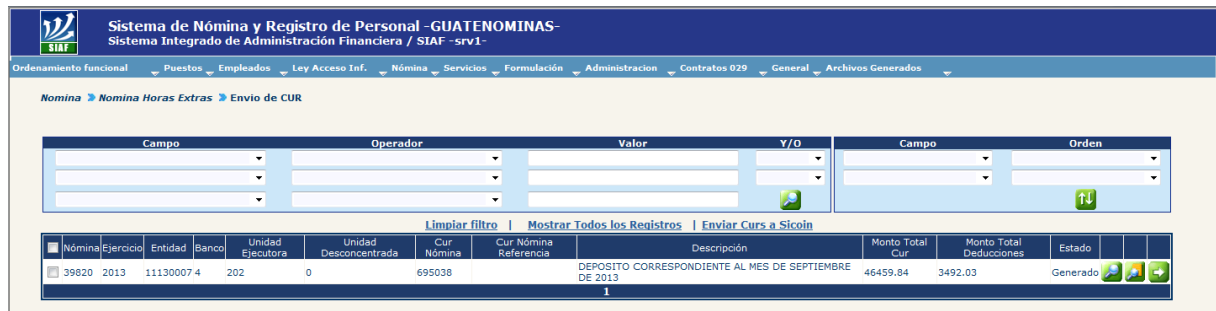 SIAF
Sistema de Nómina y Registro de Personal -GUATENOMINAS-
Sistema Integrado de Administración Financiera / SIAF -srv1-
Ordenamiento funcional Puestos Empleados Ley Acceso Inf. Nómina Servicios Formulación Administracion Contratos 029 General Archivos Generados
Nomina Nomina Horas Extras Envio de CUR
Campo Operador Valor Y/O Campo Orden
Limpiar filtro | Mostrar Todos los Registros | Enviar Curs a Sicoin
Nómina Ejercicio Entidad Banco Unidad Ejecutora Unidad Desconcentrada Cur Nómina Cur Nómina Referencia Descripción Monto Total Cur Monto Total Deducciones Estado
39820 2013 11130007 4 202 0 695038 DEPOSITO CORRESPONDIENTE AL MES DE SEPTIEMBRE DE 2013 46459.84 3492.03 Generado
1